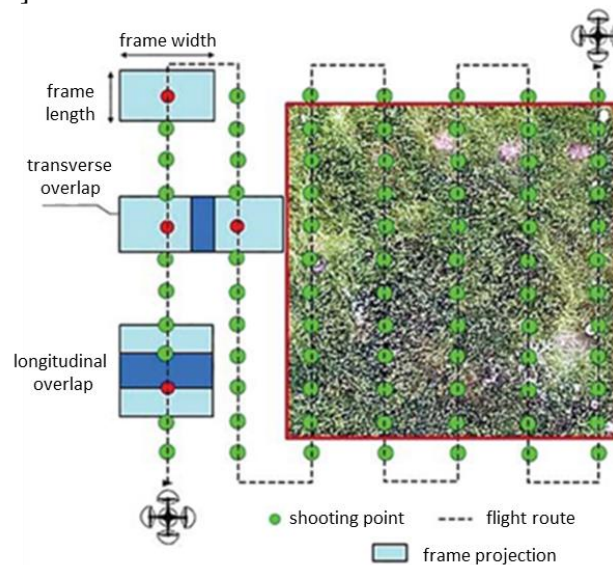 ]
frame width
frame
length
transverse
overlap
longitudinal
overlap
shooting point
flight route
frame projection